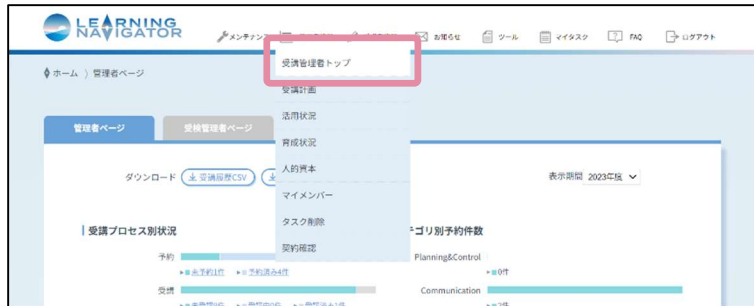 LEARNING
NAVIGATOR
メンテナンス
お知らせ
ツール
マイタスク
FAQ
ログアウト
受講管理者トップ
ホーム 〉 管理者ページ
受講計画
活用状況
管理者ページ
受検管理者ページ
育成状況
人的資本
ダウンロード
受講履歴CSV
表示期間 2023年度
マイメンバー
タスク削除
受講プロセス別状況
ゴリ別予約件数
契約確認
予約
Planning&Control
未予約1件
予約済み4件
0件
受講
Communication